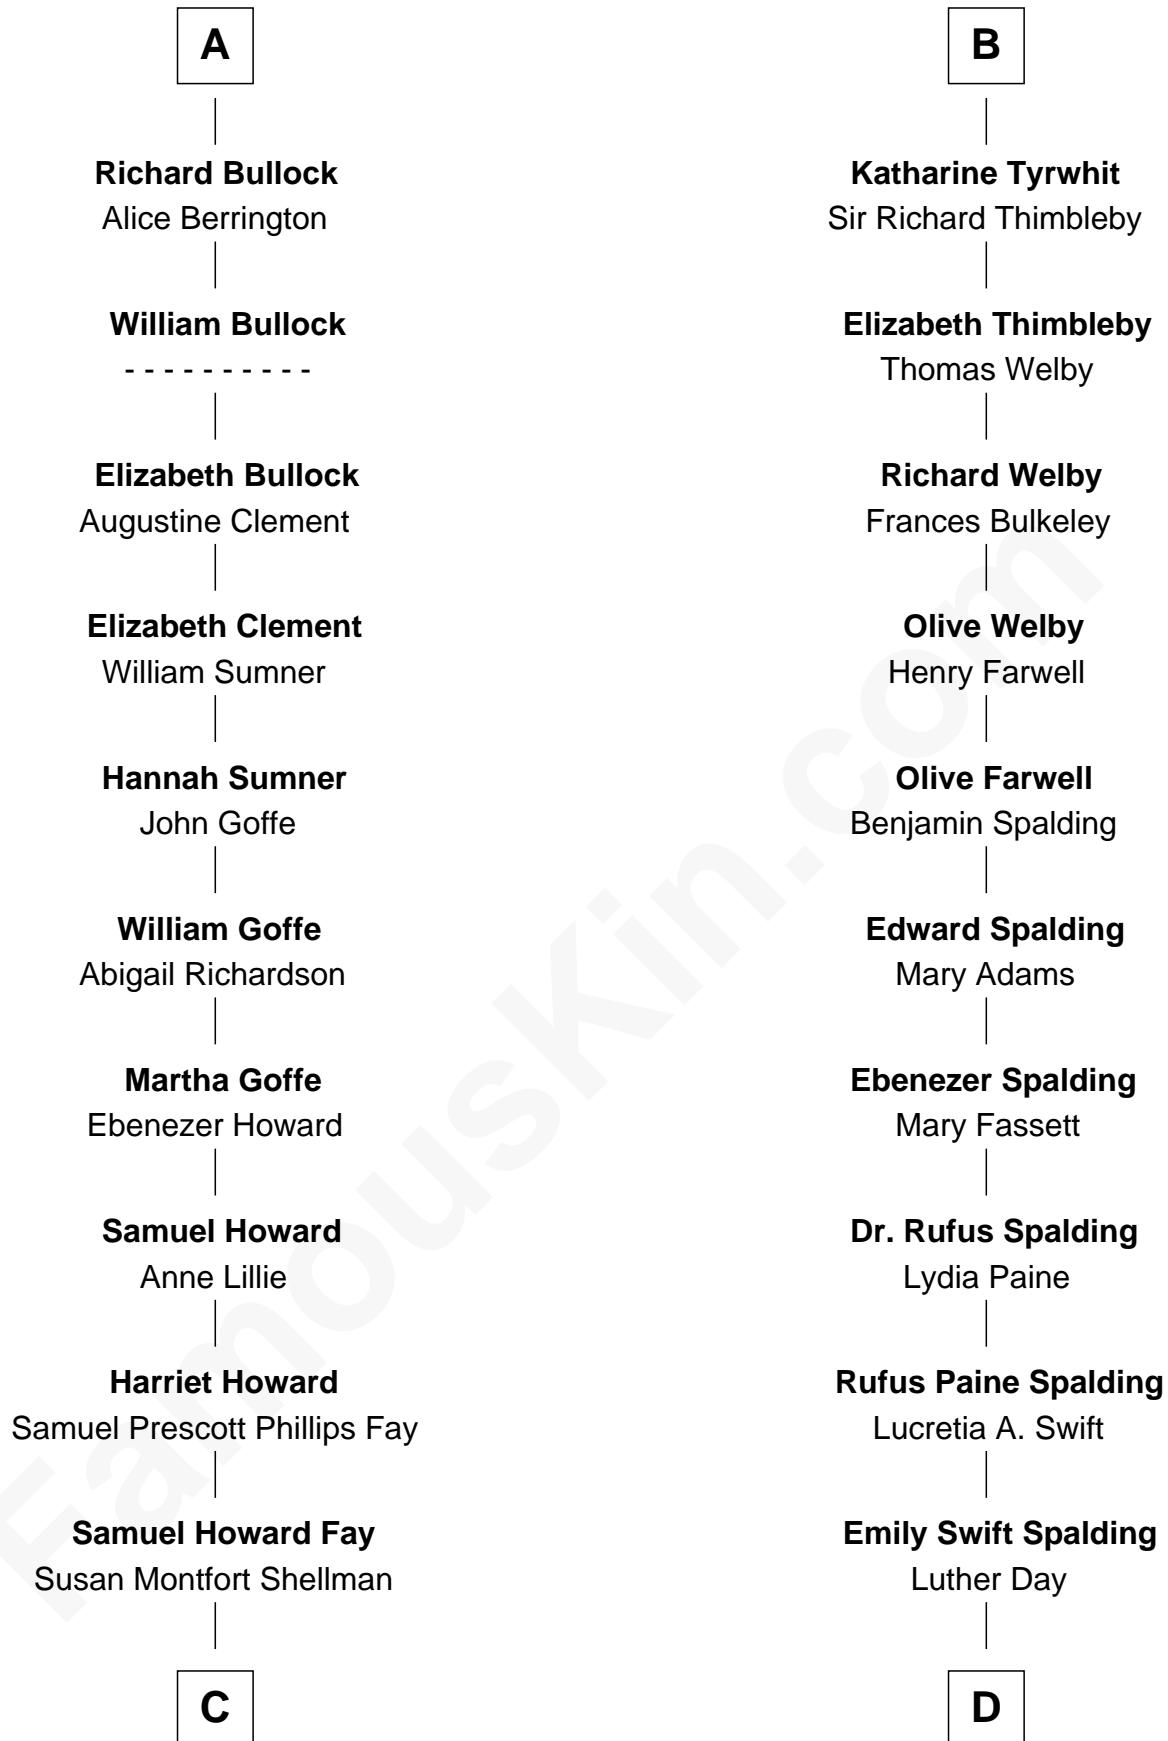 A
Richard Bullock
Alice Berrington
William Bullock
- - - - - - - - - -
Elizabeth Bullock
Augustine Clement
Elizabeth Clement
William Sumner
Hannah Sumner
John Goffe
William Goffe
Abigail Richardson
Martha Goffe
Ebenezer Howard
Samuel Howard
Anne Lillie
Harriet Howard
Samuel Prescott Phillips Fay
Samuel Howard Fay
Susan Montfort Shellman
C
B
Katharine Tyrwhit
Sir Richard Thimbleby
Elizabeth Thimbleby
Thomas Welby
Richard Welby
Frances Bulkeley
Olive Welby
Henry Farwell
Olive Farwell
Benjamin Spalding
Edward Spalding
Mary Adams
Ebenezer Spalding
Mary Fassett
Dr. Rufus Spalding
Lydia Paine
Rufus Paine Spalding
Lucretia A. Swift
Emily Swift Spalding
Luther Day
D
FamousKin.com